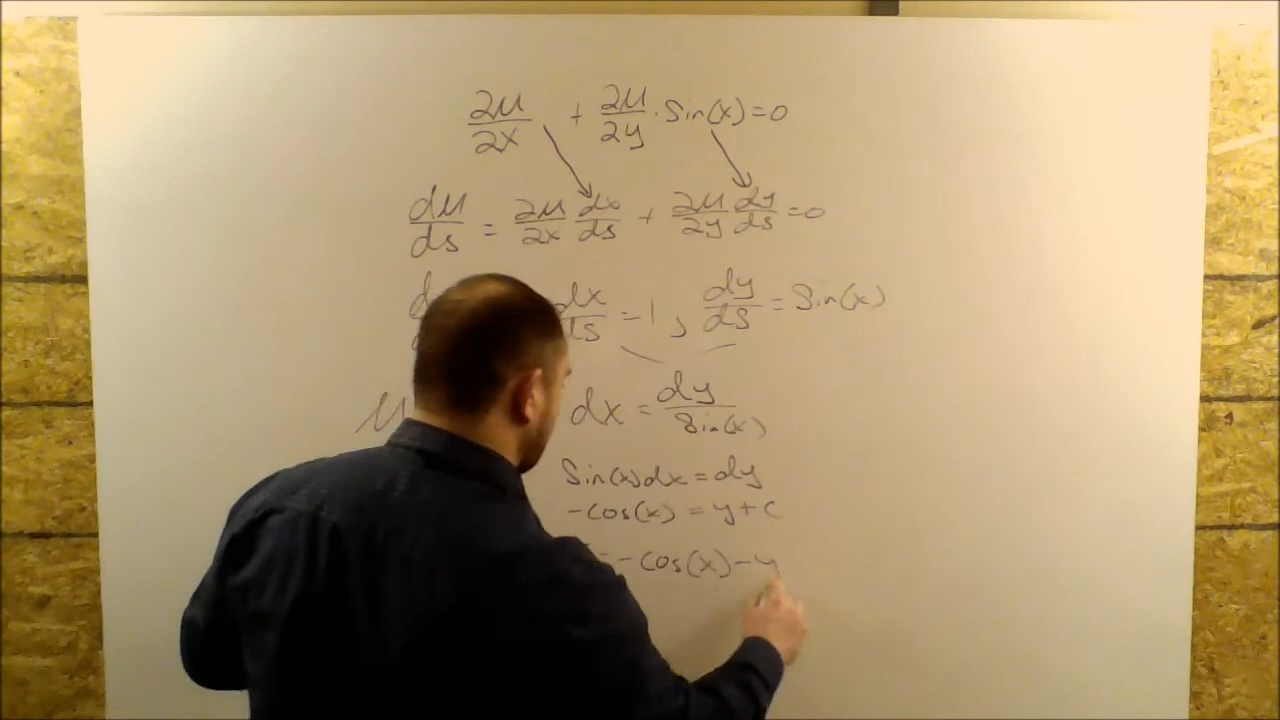 ∂u/∂x + ∂u/∂y · Sin(x) = 0
du/ds = ∂u/∂x dx/ds + ∂u/∂y dy/ds = 0
dx/ds = 1, dy/ds = Sin(x)
u dx = dy/Sin(x)
Sin(x)dx = dy
-cos(x) = y + c
= -cos(x) - y